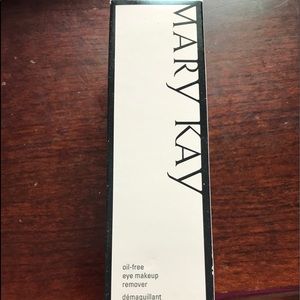 MARY KAY
oil-free
eye makeup
remover
démaquillant